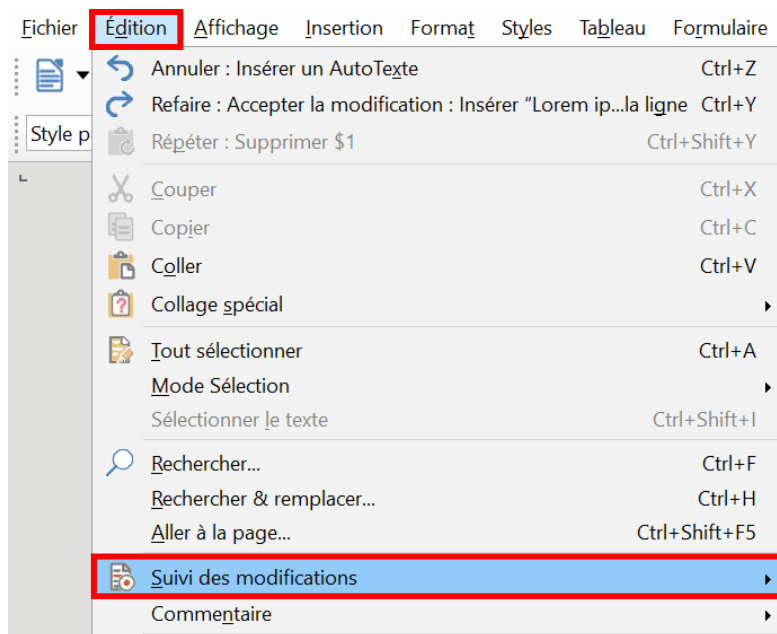 Fichier Édition Affichage Insertion Format Styles Tableau Formulaire
Annuler : Insérer un AutoTexte Ctrl+Z
Refaire : Accepter la modification : Insérer “Lorem ip...la ligne Ctrl+Y
Style p
Répéter : Supprimer $1 Ctrl+Shift+Y
Couper Ctrl+X
Copier Ctrl+C
Coller Ctrl+V
Collage spécial
Tout sélectionner Ctrl+A
Mode Sélection
Sélectionner le texte Ctrl+Shift+I
Rechercher... Ctrl+F
Rechercher & remplacer... Ctrl+H
Aller à la page... Ctrl+Shift+F5
Suivi des modifications
Commentaire